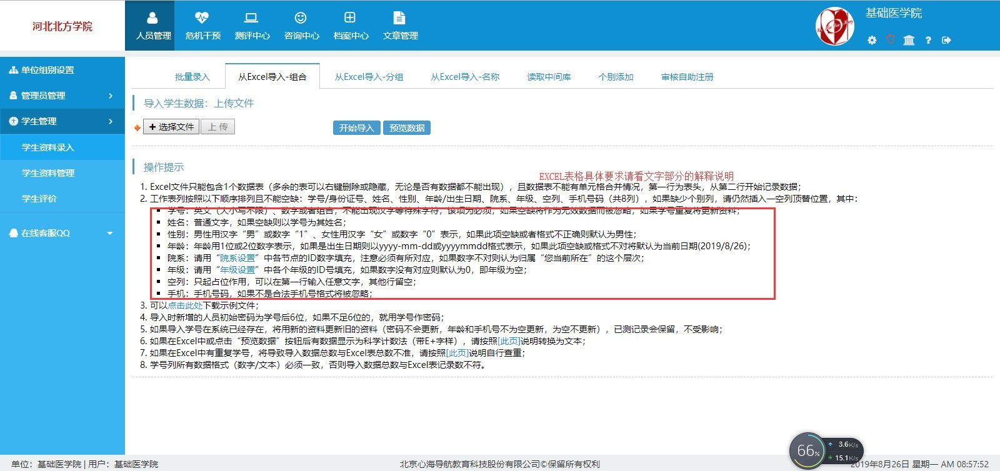 河北北方学院
人员管理 危机干预 测评中心 咨询中心 档案中心 文章管理
基础医学院
单位组别设置
管理员管理
学生管理
学生资料录入
学生资料管理
学生评价
在线客服QQ
批量录入 从Excel导入-组合 从Excel导入-分组 从Excel导入-名称 读取中间库 个别添加 审核自助注册
导入学生数据：上传文件
选择文件 上 传 开始导入 预览数据
操作提示
EXCEL表格具体要求请看文字部分的解释说明
1. Excel文件只能包含1个数据表（多余的表可以右键删除或隐藏，无论是否有数据都不能出现），且数据表不能有单元格合并情况，第一行为表头，从第二行开始记录数据；
2. 工作表列按照以下顺序排列且不能空缺：学号/身份证号、姓名、性别、年龄/出生日期、院系、年级、空列、手机号码（共8列），如果缺少个别列，请仍然插入一空列顶替位置，其中：
学号：英文（大小写不限）、数字或者组合，不能出现汉字等特殊字符，该项为必须，如果空缺将作为无效数据而被忽略，如果学号重复将更新资料；
姓名：普通文字，如果空缺则以学号为其姓名；
性别：男性用汉字“男”或数字“1”、女性用汉字“女”或数字“0”表示，如果此项空缺或者格式不正确则默认为男性；
年龄：年龄用1位或2位数字表示，如果是出生日期则以yyyy-mm-dd或yyyymmdd格式表示，如果此项空缺或格式不对将默认为当前日期(2019/8/26)；
院系：请用“院系设置”中各节点的ID数字填充，注意必须有所对应，如果数字不对则认为归属“您当前所在”的这个层次；
年级：请用“年级设置”中各个年级的ID号填充，如果数字没有对应则默认为0，即年级为空；
空列：只起占位作用，可以在第一行输入任意文字，其他行留空；
手机：手机号码，如果不是合法手机号格式将被忽略；
3. 可以点击此处下载示例文件；
4. 导入时新增的人员初始密码为学号后6位，如果不足6位的，就用学号作密码；
5. 如果导入学号在系统已经存在，将用新的资料更新旧的资料（密码不会更新，年龄和手机号不为空更新，为空不更新），已测记录会保留，不受影响；
6. 如果在Excel中或点击“预览数据”按钮后有数据显示为科学计数法（带E+字样），请按照[此页]说明转换为文本；
7. 如果在Excel中有重复学号，将导致导入数据总数与Excel表总数不准，请按照[此页]说明自行查重；
8. 学号列所有数据格式（数字/文本）必须一致，否则导入数据总数与Excel表记录数不符。
66% 3.6K/s
15.1K/s
单位：基础医学院 | 用户：基础医学院 北京心海导航教育科技股份有限公司©保留所有权利 2019年8月26日 星期一 AM 08:57:52